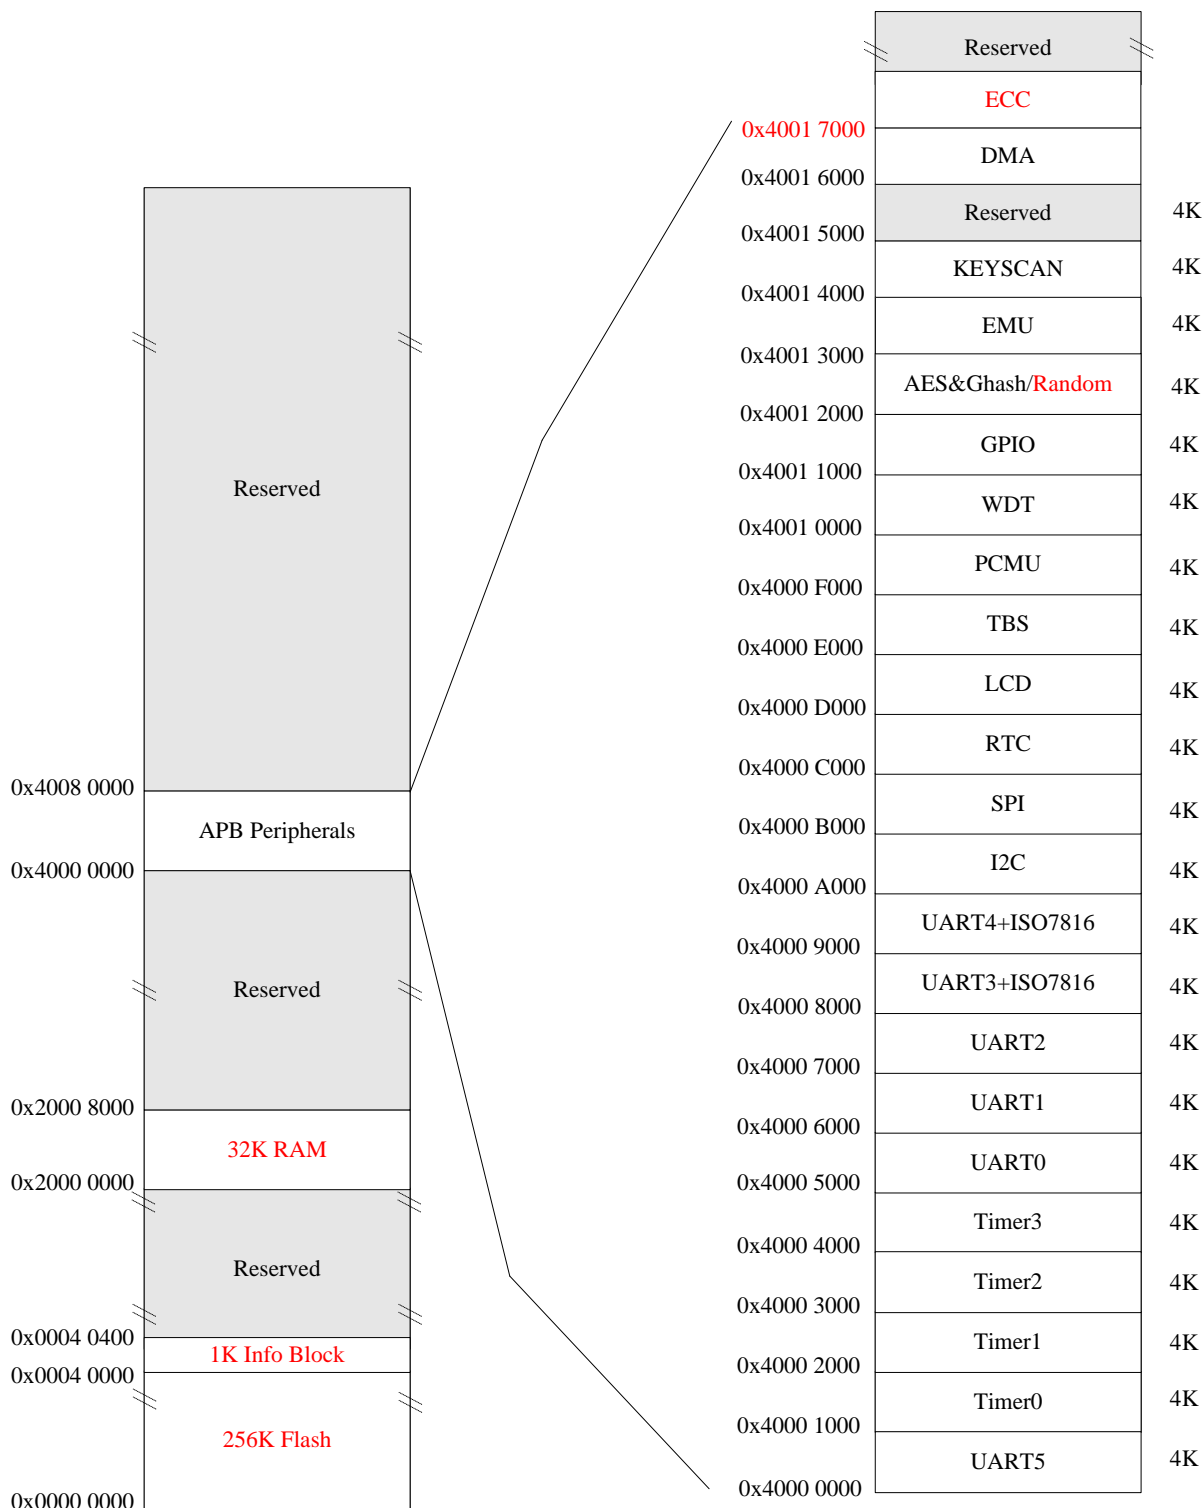 Reserved
0x4008 0000
APB Peripherals
0x4000 0000
Reserved
0x2000 8000
32K RAM
0x2000 0000
Reserved
0x0004 0400
1K Info Block
0x0004 0000
256K Flash
0x0000 0000
Reserved
ECC
0x4001 7000
DMA
0x4001 6000
Reserved 4K
0x4001 5000
KEYSCAN 4K
0x4001 4000
EMU 4K
0x4001 3000
AES&Ghash/Random 4K
0x4001 2000
GPIO 4K
0x4001 1000
WDT 4K
0x4001 0000
PCMU 4K
0x4000 F000
TBS 4K
0x4000 E000
LCD 4K
0x4000 D000
RTC 4K
0x4000 C000
SPI 4K
0x4000 B000
I2C 4K
0x4000 A000
UART4+ISO7816 4K
0x4000 9000
UART3+ISO7816 4K
0x4000 8000
UART2 4K
0x4000 7000
UART1 4K
0x4000 6000
UART0 4K
0x4000 5000
Timer3 4K
0x4000 4000
Timer2 4K
0x4000 3000
Timer1 4K
0x4000 2000
Timer0 4K
0x4000 1000
UART5 4K
0x4000 0000